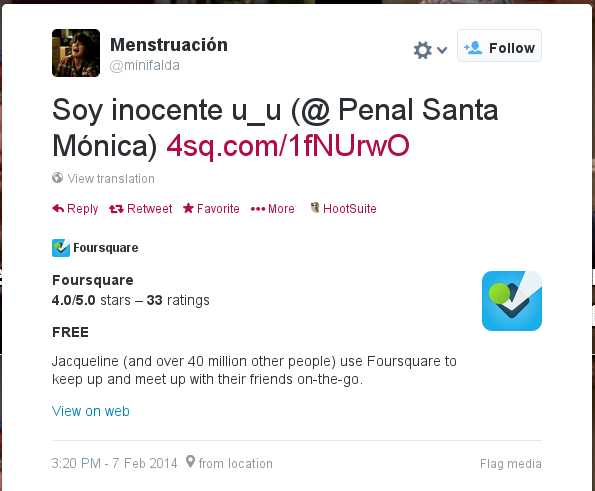 Menstruación
@minifalda
Follow
Soy inocente u_u (@ Penal Santa
Mónica) 4sq.com/1fNUrwO
View translation
Reply Retweet Favorite More HootSuite
Foursquare
Foursquare
4.0/5.0 stars – 33 ratings
FREE
Jacqueline (and over 40 million other people) use Foursquare to
keep up and meet up with their friends on-the-go.
View on web
3:20 PM - 7 Feb 2014 from location
Flag media